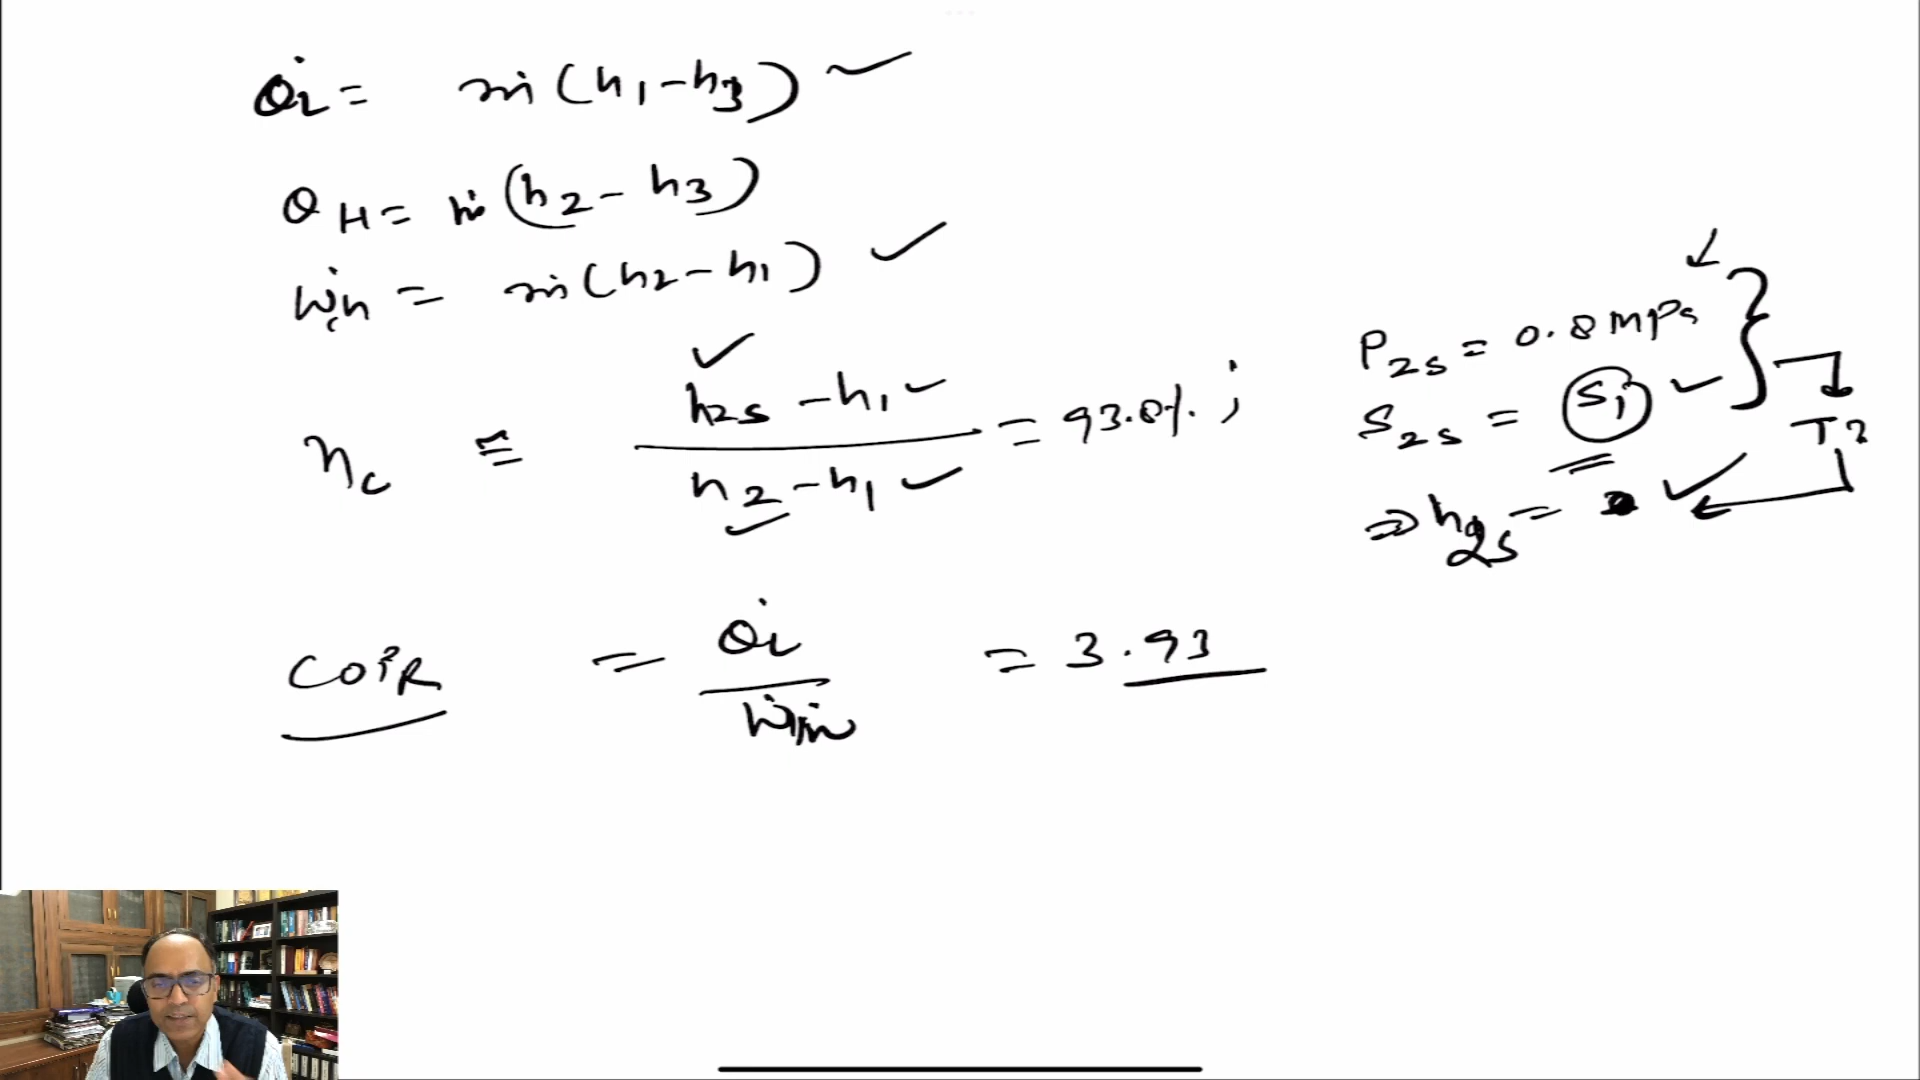 Q̇L = ṁ(h1-h3) ✓
QH = ṁ(h2-h3)
Ẇin = ṁ(h2-h1) ✓
ηc = (h2s-h1)/(h2-h1) = 93.8%;
P2s = 0.8 MPa
S2s = S1 ✓
T2
⇒ h2s = ✓
COPR = Q̇L/Ẇin = 3.93